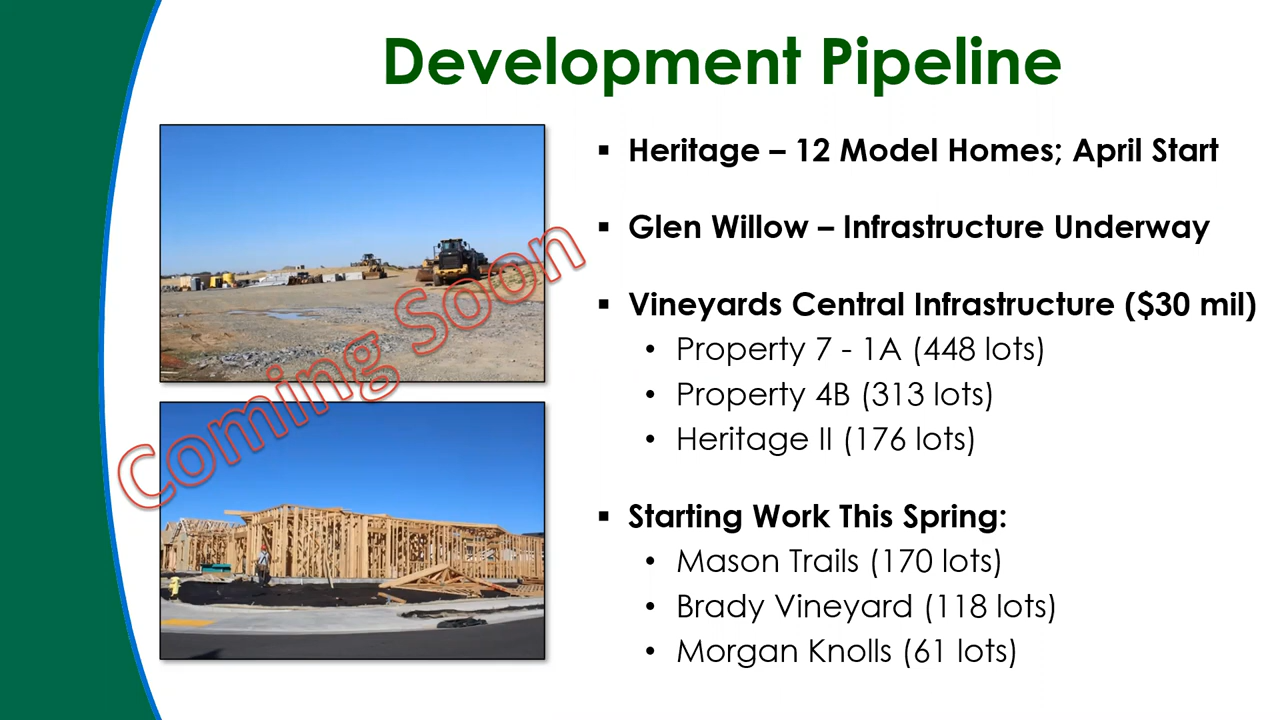 Development Pipeline
▪ Heritage – 12 Model Homes; April Start
▪ Glen Willow – Infrastructure Underway
▪ Vineyards Central Infrastructure ($30 mil)
• Property 7 - 1A (448 lots)
• Property 4B (313 lots)
• Heritage II (176 lots)
▪ Starting Work This Spring:
• Mason Trails (170 lots)
• Brady Vineyard (118 lots)
• Morgan Knolls (61 lots)
Coming Soon